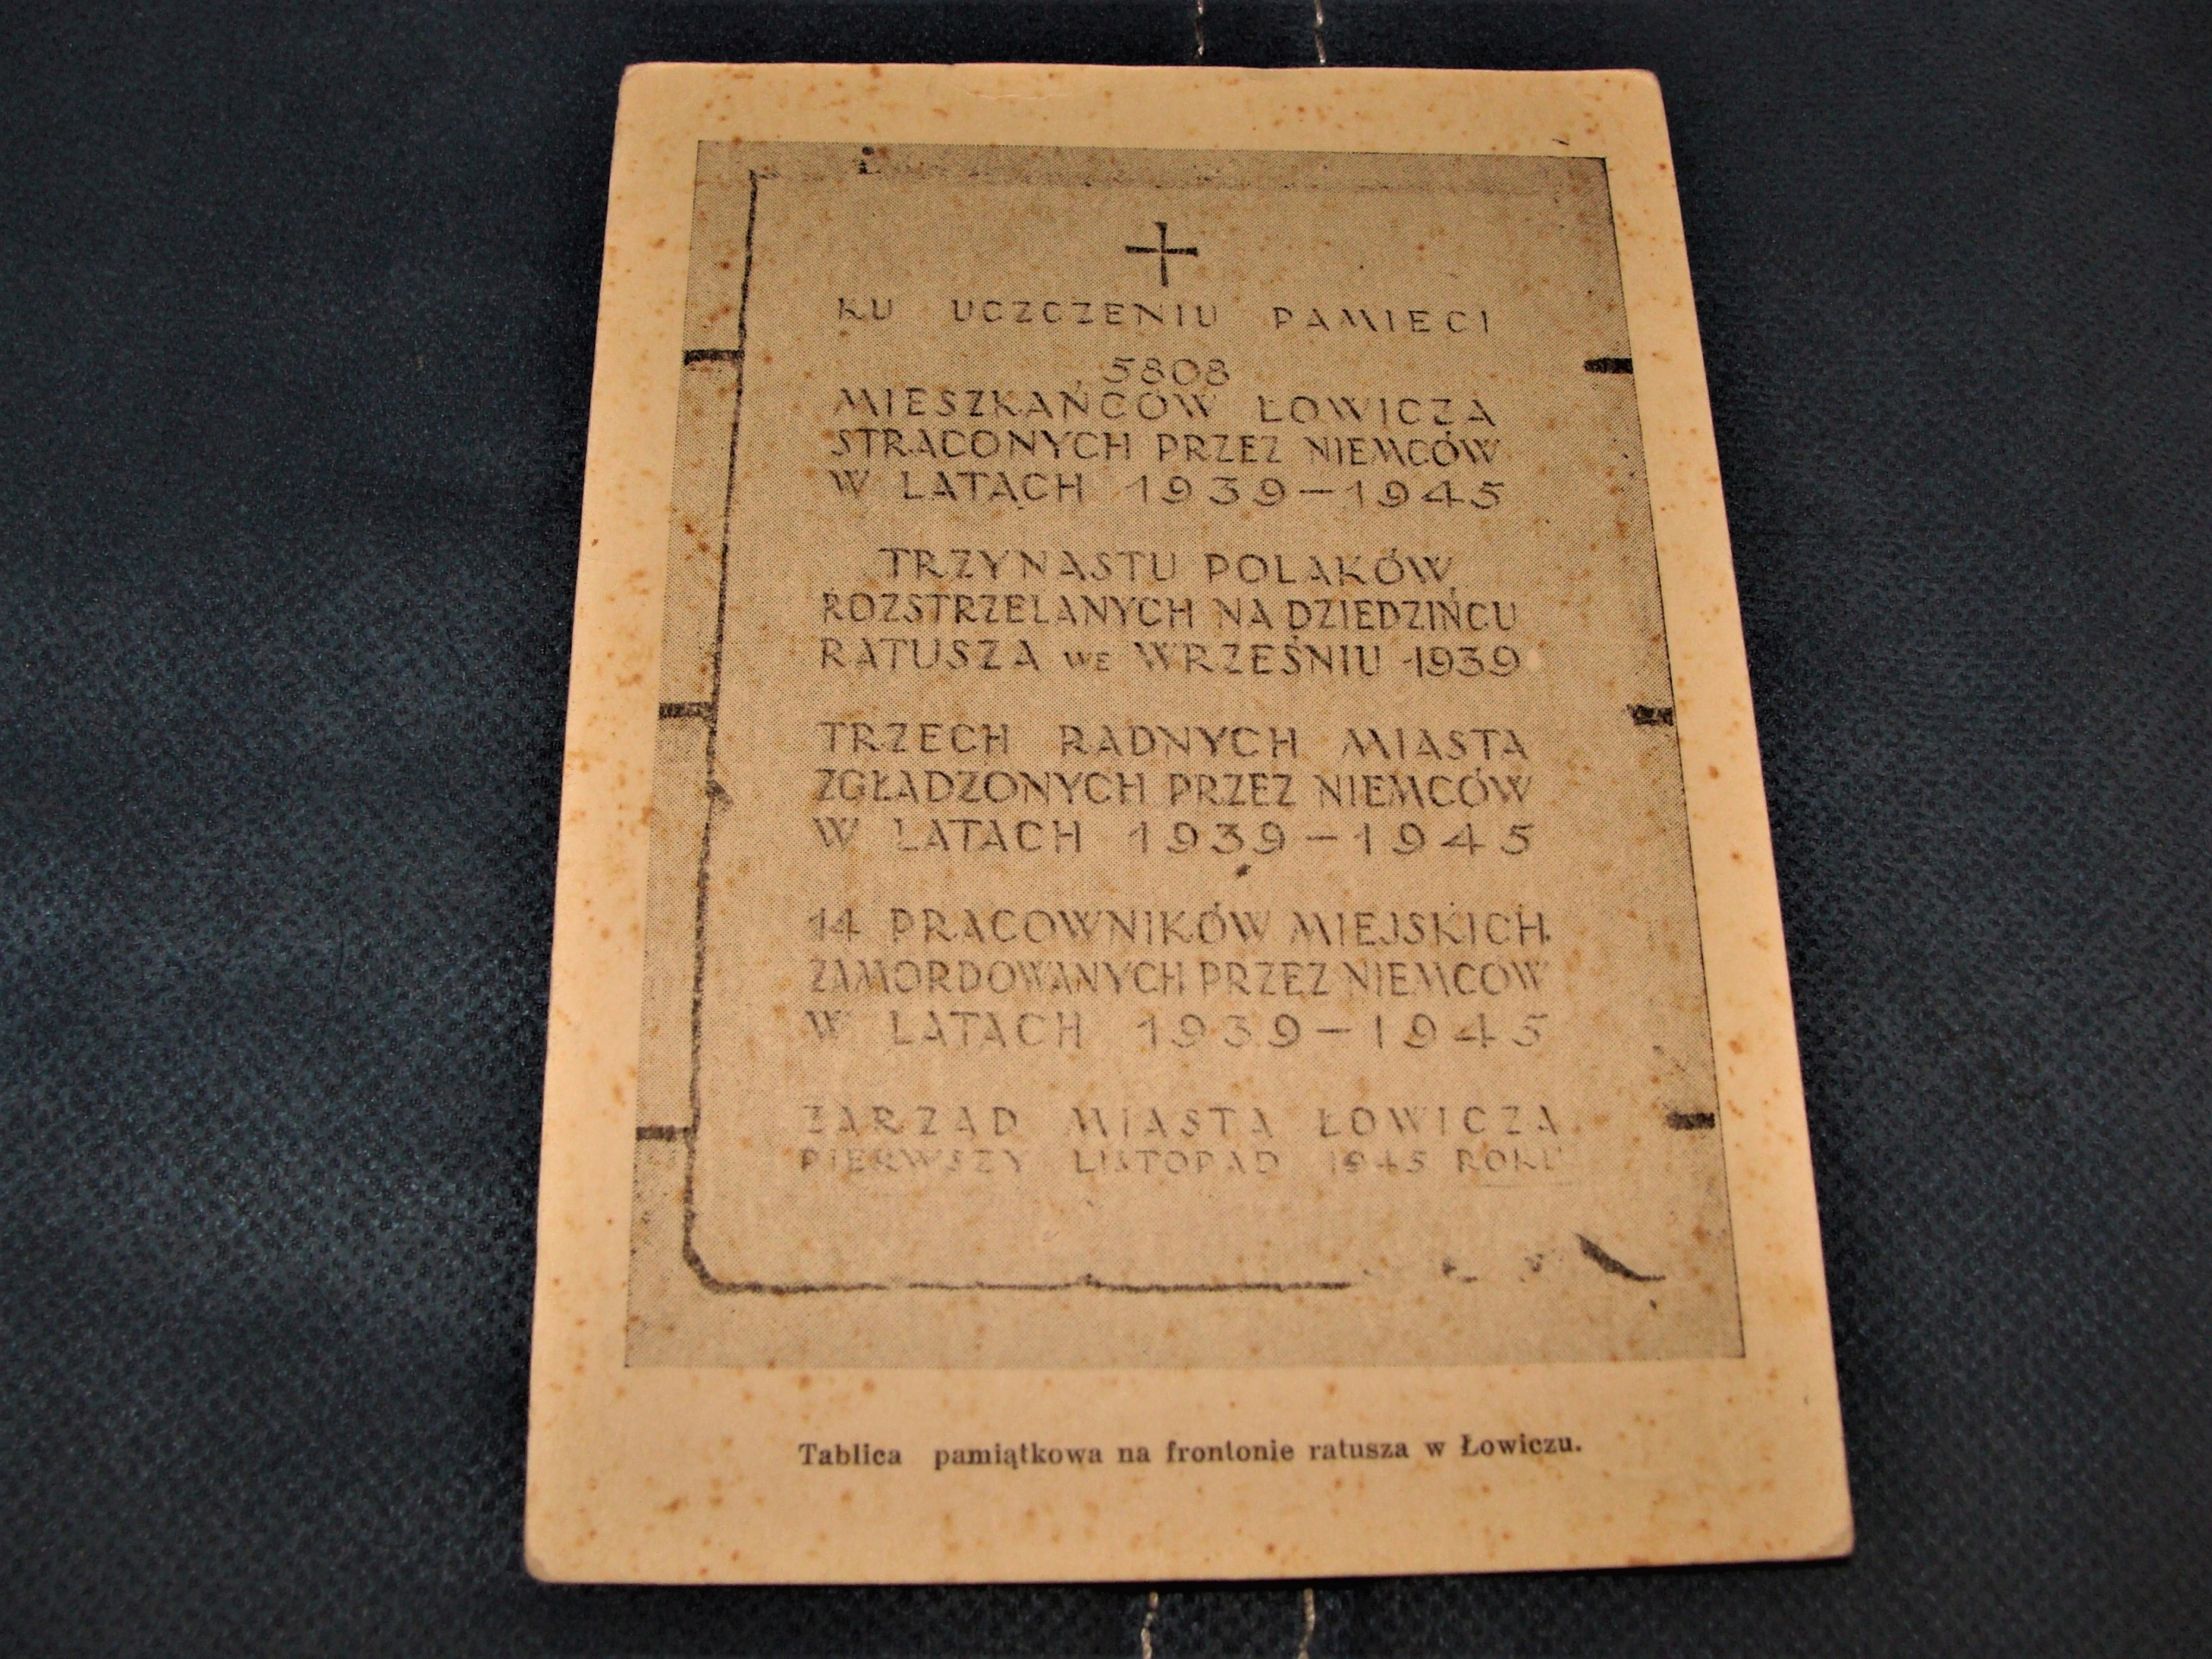 KU UCZCZENIU PAMIECI
5808
MIESZKAŃCÓW ŁOWICZA
STRACONYCH PRZEZ NIEMCÓW
W LATACH 1939-1945
TRZYNASTU POLAKÓW
ROZSTRZELANYCH NA DZIEDZIŃCU
RATUSZA WE WRZEŚNIU 1939
TRZECH RADNYCH MIASTA
ZGŁADZONYCH PRZEZ NIEMCÓW
W LATACH 1939-1945
14 PRACOWNIKÓW MIEJSKICH
ZAMORDOWANYCH PRZEZ NIEMCÓW
W LATACH 1939-1945
ZARZAD MIASTA ŁOWICZA
PIERWSZY LISTOPAD 1945 ROKU
Tablica pamiątkowa na frontonie ratusza w Łowiczu.